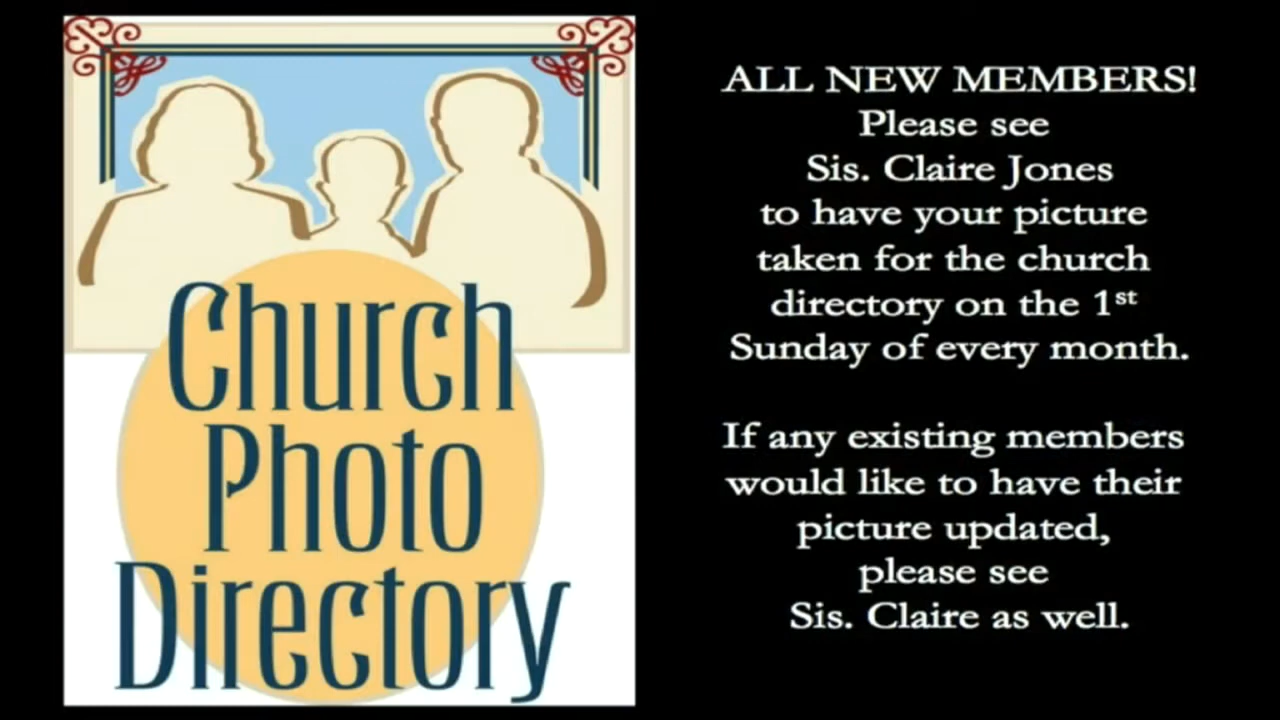 Church
Photo
Directory
ALL NEW MEMBERS!
Please see
Sis. Claire Jones
to have your picture
taken for the church
directory on the 1st
Sunday of every month.
If any existing members
would like to have their
picture updated,
please see
Sis. Claire as well.